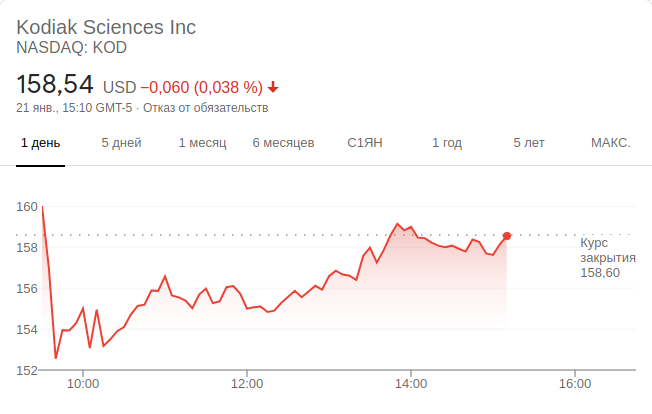 Kodiak Sciences Inc
NASDAQ: KOD
158,54 USD −0,060 (0,038 %)
21 янв., 15:10 GMT-5 · Отказ от обязательств
1 день 5 дней 1 месяц 6 месяцев С1ЯН 1 год 5 лет МАКС.
160
158
156
154
152
Курс
закрытия
158,60
10:00 12:00 14:00 16:00